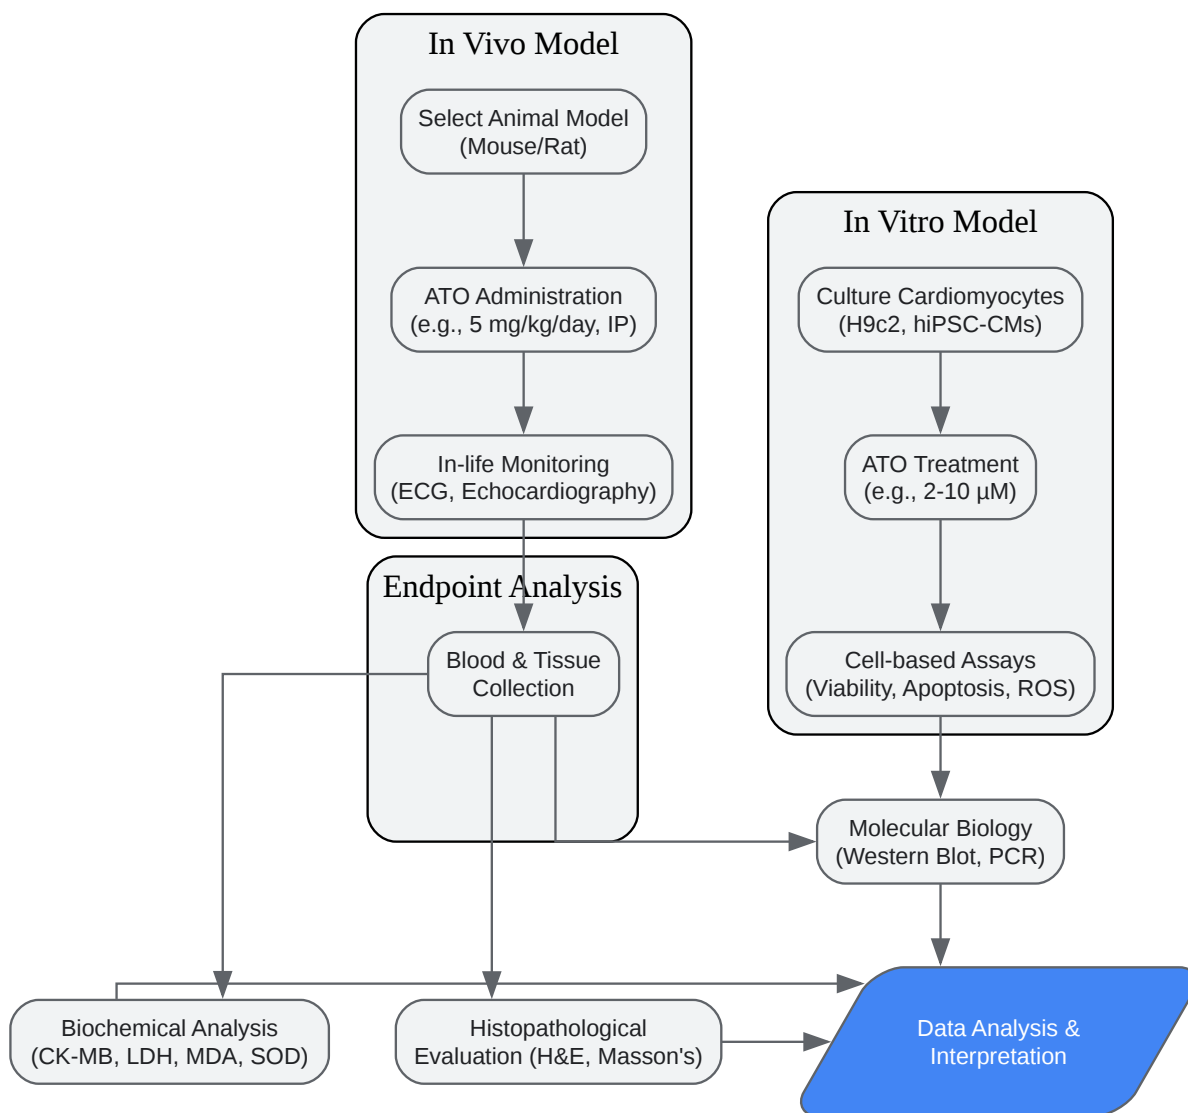 In Vivo Model
Select Animal Model
(Mouse/Rat)
ATO Administration
(e.g., 5 mg/kg/day, IP)
In-life Monitoring
(ECG, Echocardiography)
Endpoint Analysis
Blood & Tissue
Collection
In Vitro Model
Culture Cardiomyocytes
(H9c2, hiPSC-CMs)
ATO Treatment
(e.g., 2-10 µM)
Cell-based Assays
(Viability, Apoptosis, ROS)
Molecular Biology
(Western Blot, PCR)
Biochemical Analysis
(CK-MB, LDH, MDA, SOD)
Histopathological
Evaluation (H&E, Masson's)
Data Analysis &
Interpretation